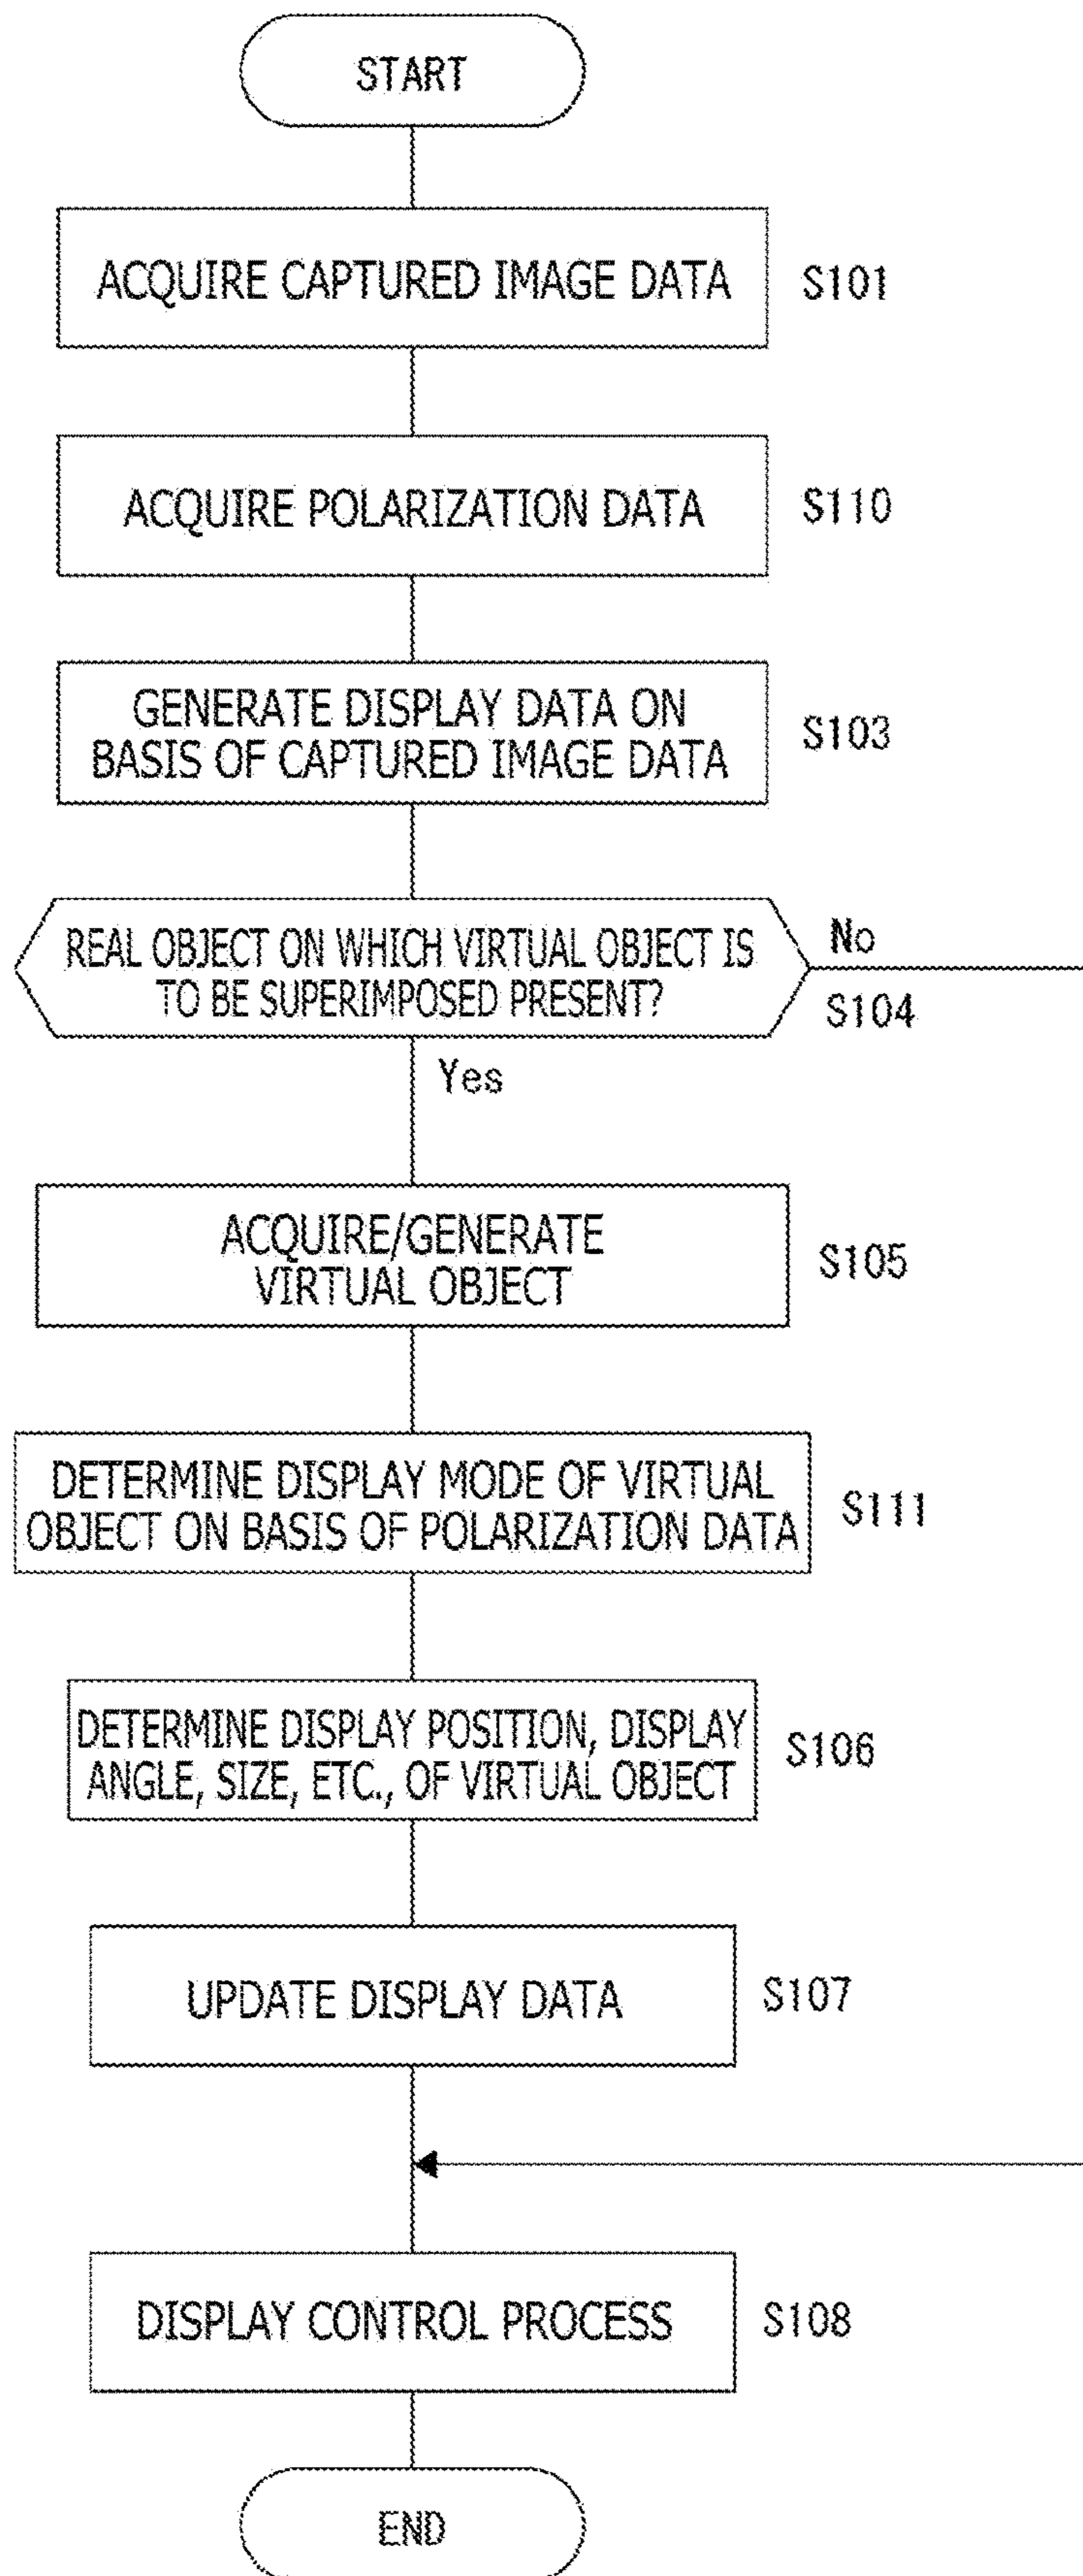 START
ACQUIRE CAPTURED IMAGE DATA
S101
ACQUIRE POLARIZATION DATA
S110
GENERATE DISPLAY DATA ON
BASIS OF CAPTURED IMAGE DATA
S103
REAL OBJECT ON WHICH VIRTUAL OBJECT IS
TO BE SUPERIMPOSED PRESENT?
No
S104
Yes
ACQUIRE/GENERATE
VIRTUAL OBJECT
S105
DETERMINE DISPLAY MODE OF VIRTUAL
OBJECT ON BASIS OF POLARIZATION DATA
S111
DETERMINE DISPLAY POSITION, DISPLAY
ANGLE, SIZE, ETC., OF VIRTUAL OBJECT
S106
UPDATE DISPLAY DATA
S107
DISPLAY CONTROL PROCESS
S108
END